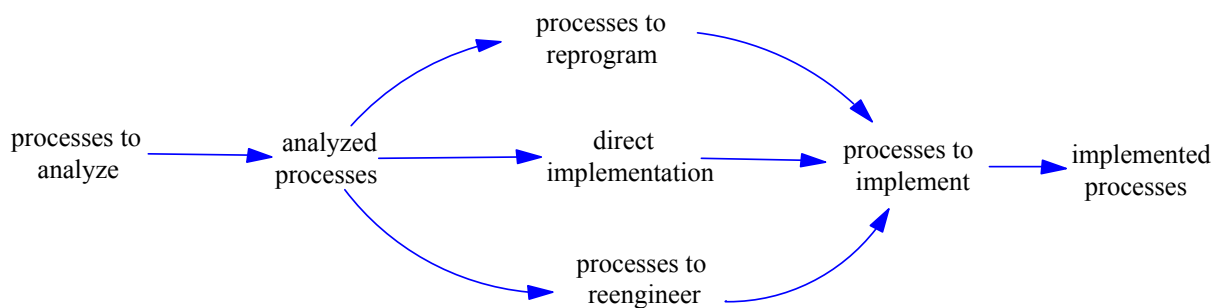 processes to
reprogram
processes to
analyze
analyzed
processes
direct
implementation
processes to
implement
implemented
processes
processes to
reengineer